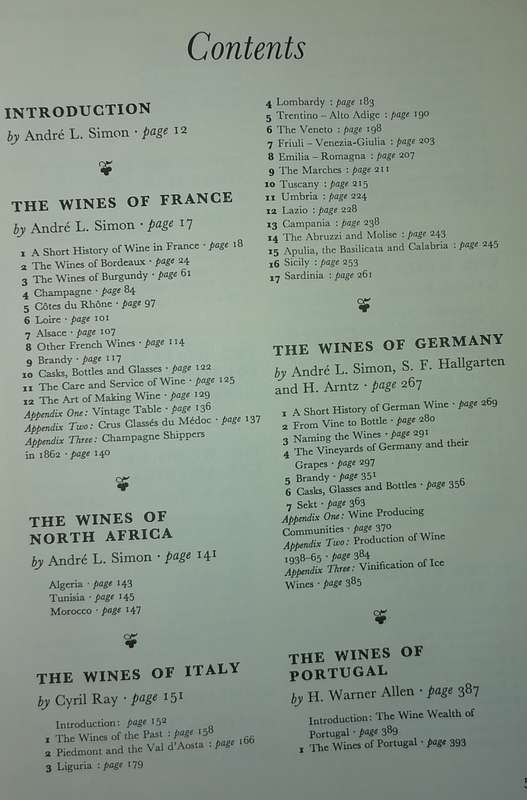 Contents
INTRODUCTION
by André L. Simon · page 12
THE WINES OF FRANCE
by André L. Simon · page 17
1 A Short History of Wine in France · page 18
2 The Wines of Bordeaux · page 24
3 The Wines of Burgundy · page 61
4 Champagne · page 84
5 Côtes du Rhône · page 97
6 Loire · page 101
7 Alsace · page 107
8 Other French Wines · page 114
9 Brandy · page 117
10 Casks, Bottles and Glasses · page 122
11 The Care and Service of Wine · page 125
12 The Art of Making Wine · page 129
Appendix One: Vintage Table · page 136
Appendix Two: Crus Classés du Médoc · page 137
Appendix Three: Champagne Shippers
in 1862 · page 140
THE WINES OF
NORTH AFRICA
by André L. Simon · page 141
Algeria · page 143
Tunisia · page 145
Morocco · page 147
THE WINES OF ITALY
by Cyril Ray · page 151
Introduction: page 152
1 The Wines of the Past : page 158
2 Piedmont and the Val d'Aosta : page 166
3 Liguria : page 179
4 Lombardy : page 183
5 Trentino – Alto Adige : page 190
6 The Veneto : page 198
7 Friuli – Venezia-Giulia : page 203
8 Emilia – Romagna : page 207
9 The Marches : page 211
10 Tuscany : page 215
11 Umbria : page 224
12 Lazio : page 228
13 Campania : page 238
14 The Abruzzi and Molise : page 243
15 Apulia, the Basilicata and Calabria : page 245
16 Sicily : page 253
17 Sardinia : page 261
THE WINES OF GERMANY
by André L. Simon, S. F. Hallgarten
and H. Arntz · page 267
1 A Short History of German Wine · page 269
2 From Vine to Bottle · page 280
3 Naming the Wines · page 291
4 The Vineyards of Germany and their
Grapes · page 297
5 Brandy · page 351
6 Casks, Glasses and Bottles · page 356
7 Sekt · page 363
Appendix One: Wine Producing
Communities · page 370
Appendix Two: Production of Wine
1938–65 · page 384
Appendix Three: Vinification of Ice
Wines · page 385
THE WINES OF
PORTUGAL
by H. Warner Allen · page 387
Introduction: The Wine Wealth of
Portugal · page 389
1 The Wines of Portugal · page 393